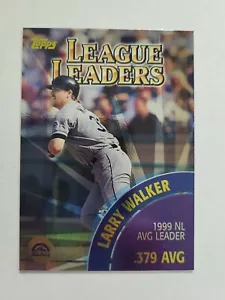 Topps
LEAGUE
LEADERS
LARRY WALKER
1999 NL
AVG LEADER
.379 AVG